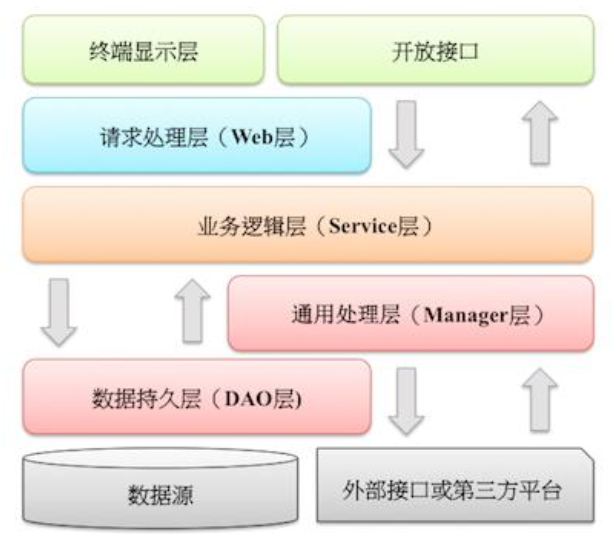 终端显示层
开放接口
请求处理层（Web层）
业务逻辑层（Service层）
通用处理层（Manager层）
数据持久层（DAO层)
数据源
外部接口或第三方平台